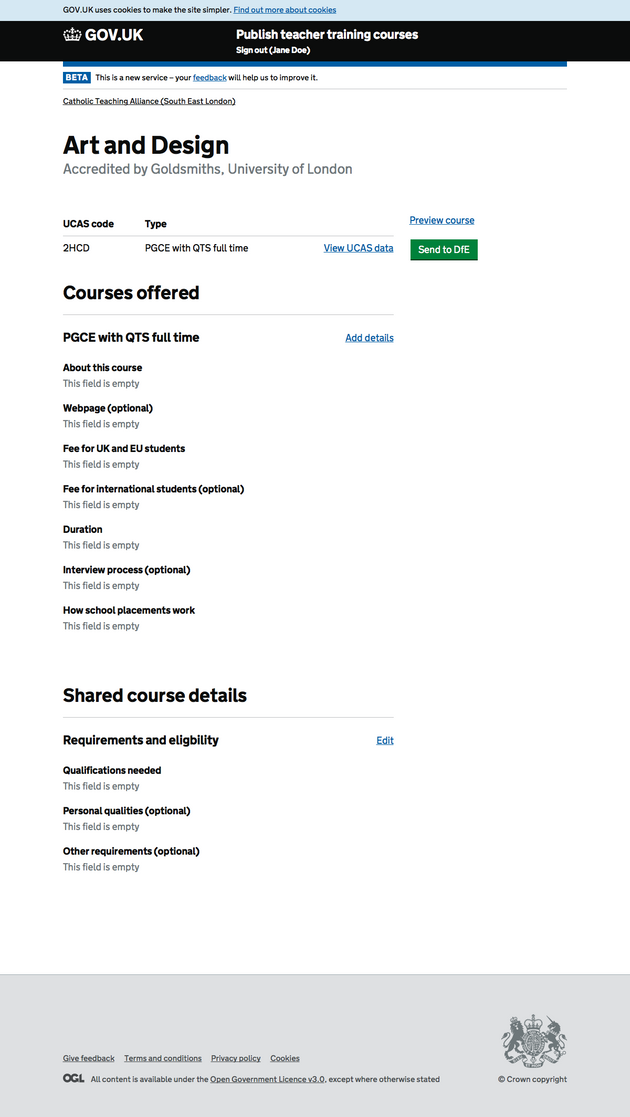 GOV.UK uses cookies to make the site simpler. Find out more about cookies
GOV.UK
Publish teacher training courses
Sign out (Jane Doe)
BETA This is a new service – your feedback will help us to improve it.
Catholic Teaching Alliance (South East London)
Art and Design
Accredited by Goldsmiths, University of London
UCAS code Type
Preview course
2HCD PGCE with QTS full time View UCAS data
Send to DfE
Courses offered
PGCE with QTS full time Add details
About this course
This field is empty
Webpage (optional)
This field is empty
Fee for UK and EU students
This field is empty
Fee for international students (optional)
This field is empty
Duration
This field is empty
Interview process (optional)
This field is empty
How school placements work
This field is empty
Shared course details
Requirements and eligbility Edit
Qualifications needed
This field is empty
Personal qualities (optional)
This field is empty
Other requirements (optional)
This field is empty
Give feedback Terms and conditions Privacy policy Cookies
OGL All content is available under the Open Government Licence v3.0, except where otherwise stated
© Crown copyright